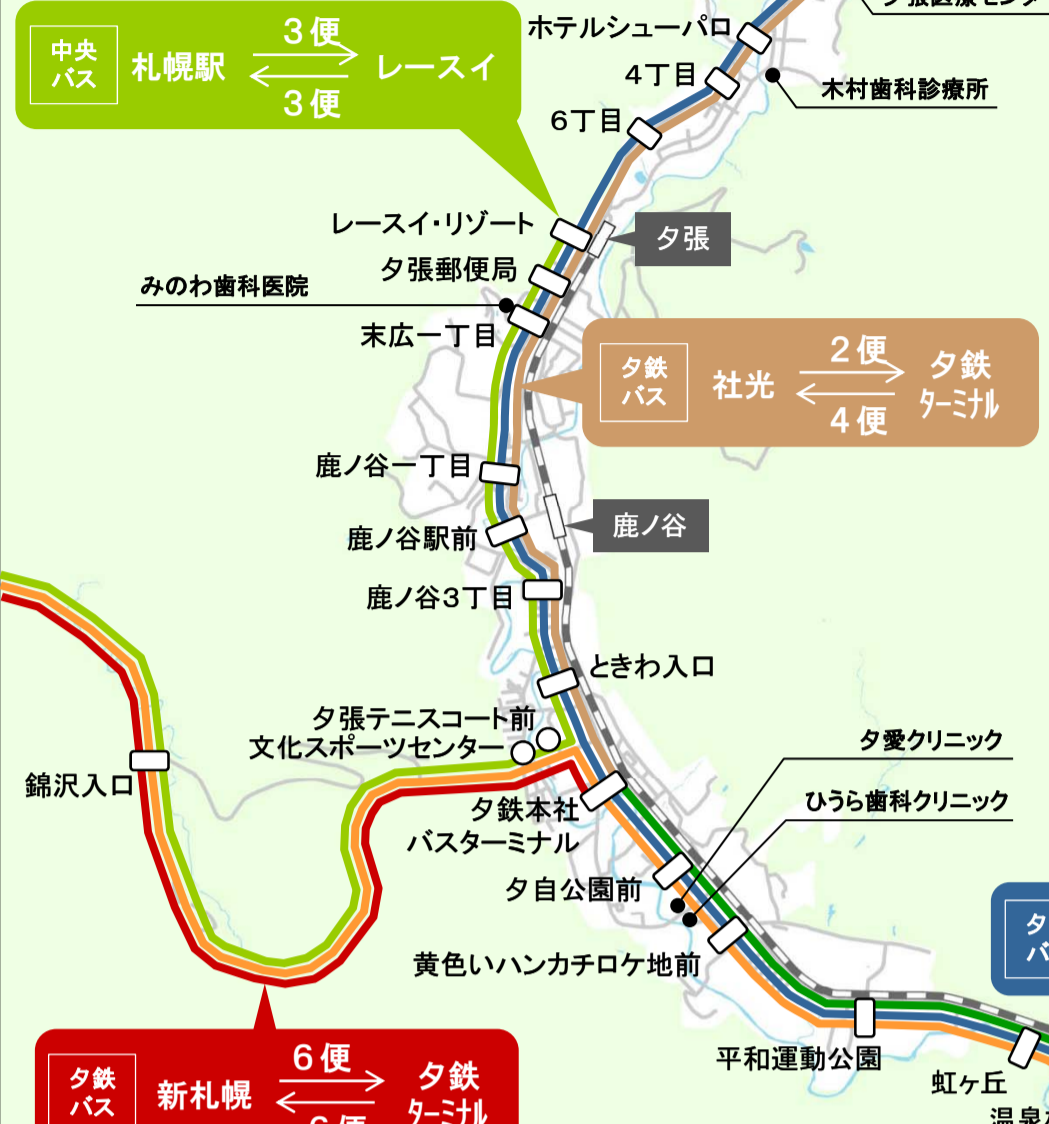 ホテルシューパロ
4丁目
木村歯科診療所
6丁目
中央
バス
札幌駅
3便
3便
レースイ
レースイ・リゾート
夕張
夕張郵便局
みのわ歯科医院
末広一丁目
夕鉄
バス
社光
2便
4便
夕鉄
ターミナル
鹿ノ谷一丁目
鹿ノ谷駅前
鹿ノ谷
鹿ノ谷3丁目
ときわ入口
夕張テニスコート前
文化スポーツセンター
錦沢入口
夕鉄本社
バスターミナル
夕愛クリニック
ひうら歯科クリニック
夕自公園前
黄色いハンカチロケ地前
平和運動公園
虹ヶ丘
夕鉄
バス
新札幌
6便
夕鉄
ターミナル